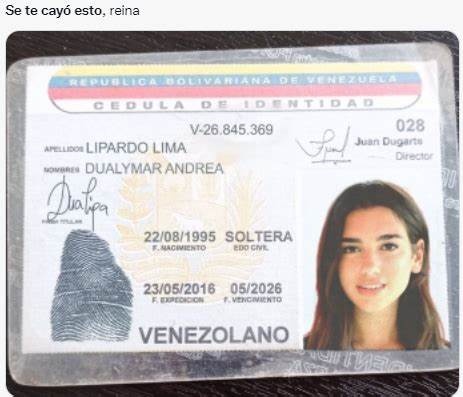 Se te cayó esto, reina
REPUBLICA BOLIVARIANA DE VENEZUELA
CEDULA DE IDENTIDAD
V-26.845.369
028
APELLIDOS LIPARDO LIMA
Juan Dugarte
Director
NOMBRES DUALYMAR ANDREA
Dua Lipa
FIRMA TITULAR
22/08/1995 SOLTERA
F. NACIMIENTO EDO CIVIL
23/05/2016 05/2026
F. EXPEDICION F. VENCIMIENTO
VENEZOLANO